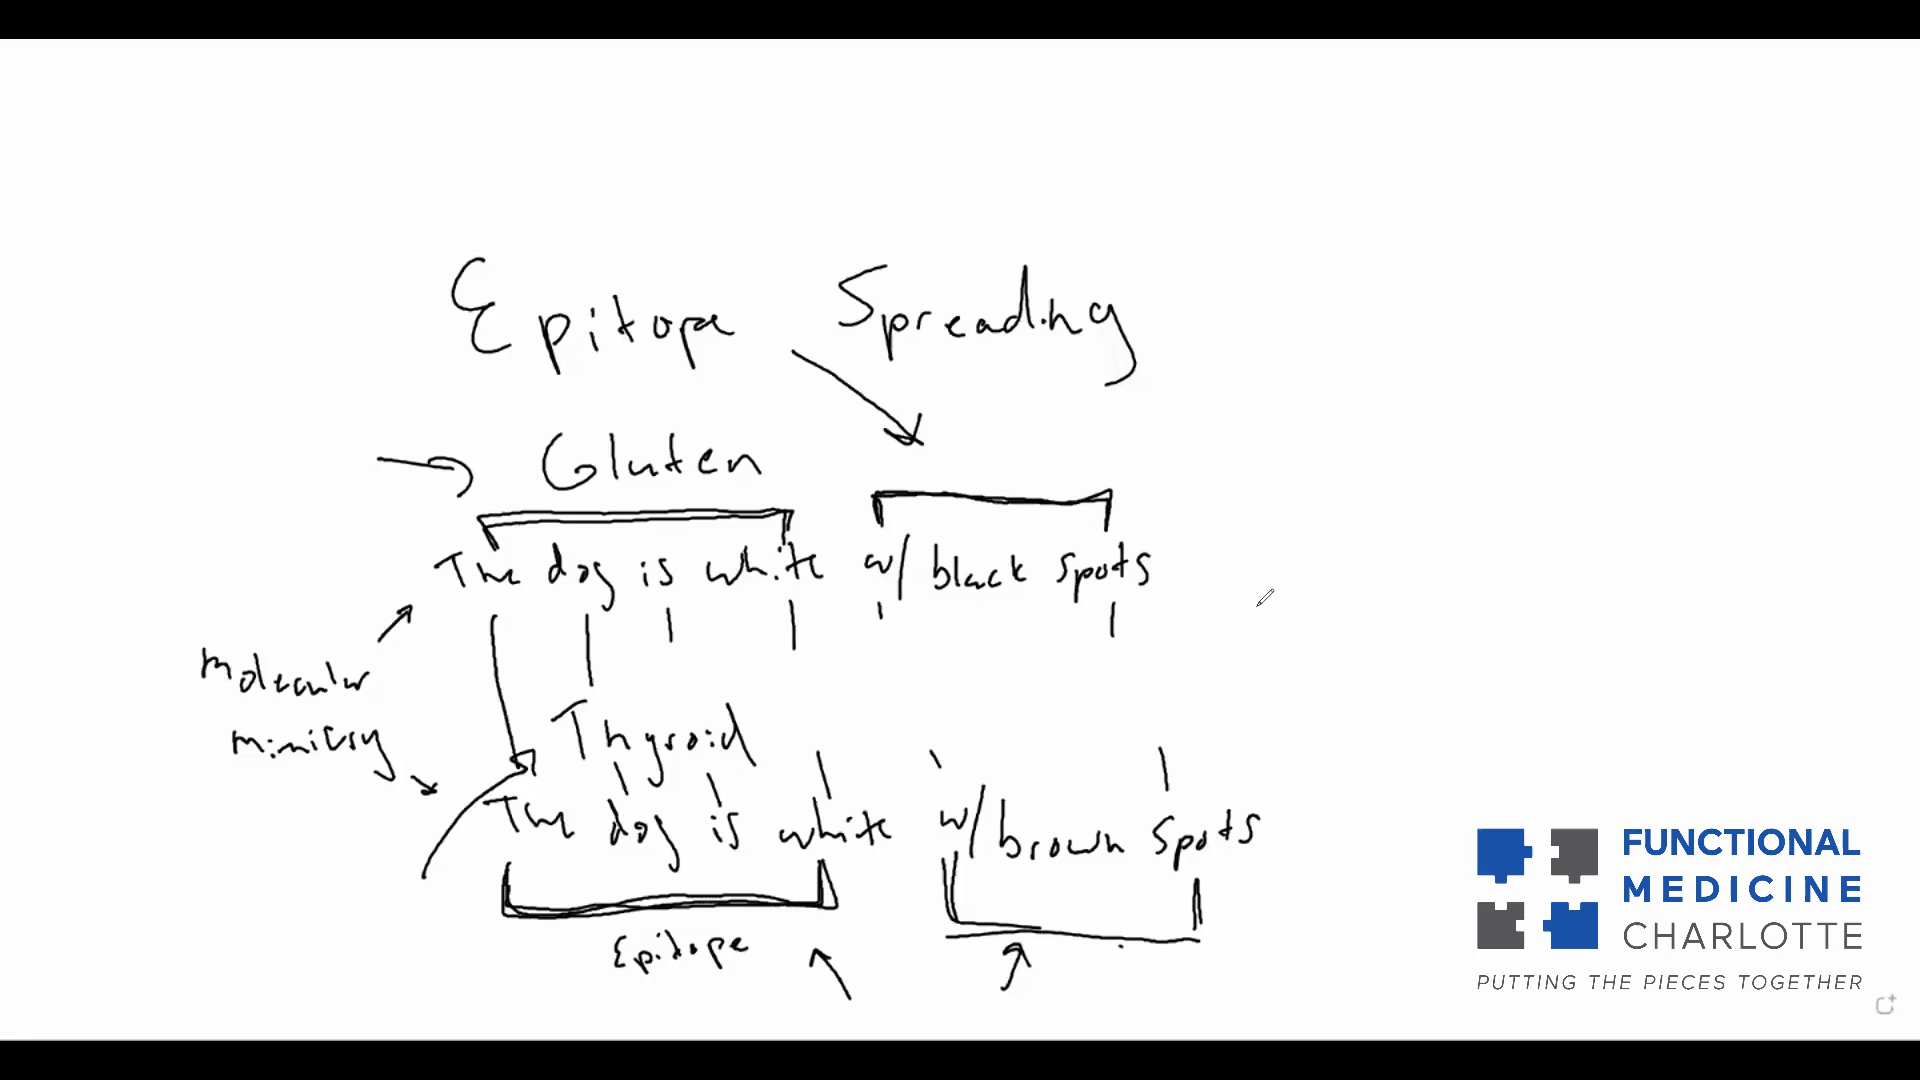 Epitope Spreading
Gluten
The dog is white w/ black spots
Molecular
mimicry
Thyroid
The dog is white w/ brown spots
Epitope
FUNCTIONAL
MEDICINE
CHARLOTTE
PUTTING THE PIECES TOGETHER